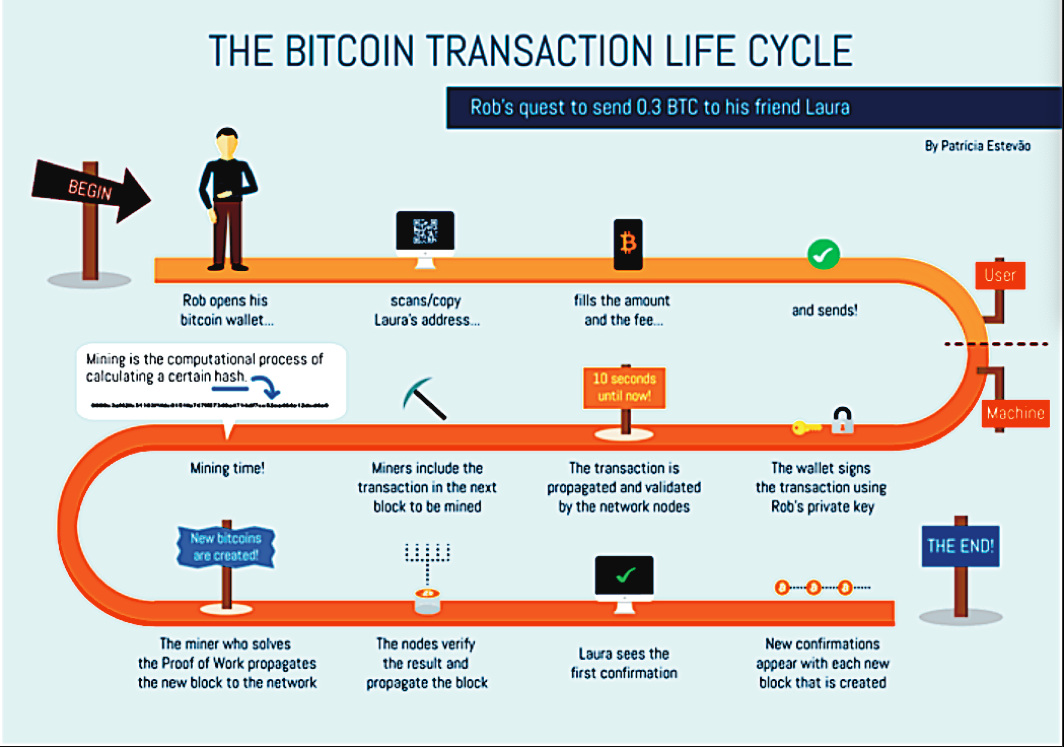 THE BITCOIN TRANSACTION LIFE CYCLE
Rob's quest to send 0.3 BTC to his friend Laura
By Patrícia Estevão
BEGIN
Rob opens his
bitcoin wallet...
scans/copy
Laura's address...
fills the amount
and the fee...
and sends!
User
Machine
The wallet signs
the transaction using
Rob's private key
10 seconds
until now!
The transaction is
propagated and validated
by the network nodes
Miners include the
transaction in the next
block to be mined
Mining is the computational process of
calculating a certain hash.
Mining time!
New bitcoins
are created!
The miner who solves
the Proof of Work propagates
the new block to the network
The nodes verify
the result and
propagate the block
Laura sees the
first confirmation
New confirmations
appear with each new
block that is created
THE END!